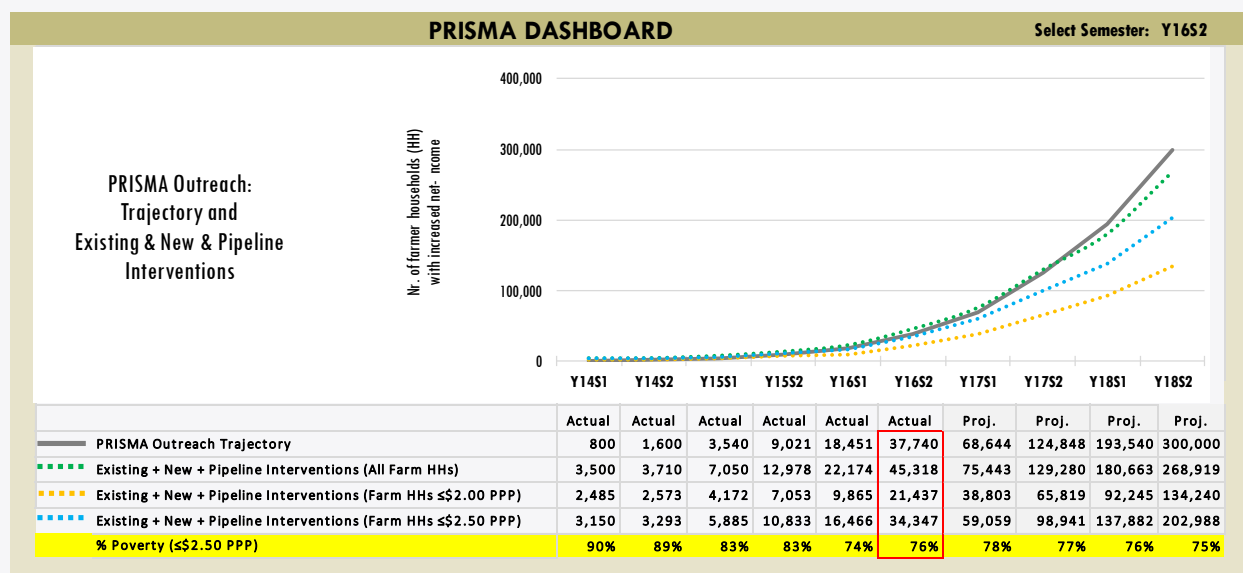 PRISMA DASHBOARD
Select Semester: Y16S2
PRISMA Outreach:
Trajectory and
Existing & New & Pipeline
Interventions
Nr. of farmer households (HH)
with increased net- ncome
400,000
300,000
200,000
100,000
0
Y14S1 Y14S2 Y15S1 Y15S2 Y16S1 Y16S2 Y17S1 Y17S2 Y18S1 Y18S2
Actual Actual Actual Actual Actual Actual Proj. Proj. Proj. Proj.
PRISMA Outreach Trajectory 800 1,600 3,540 9,021 18,451 37,740 68,644 124,848 193,540 300,000
Existing + New + Pipeline Interventions (All Farm HHs) 3,500 3,710 7,050 12,978 22,174 45,318 75,443 129,280 180,663 268,919
Existing + New + Pipeline Interventions (Farm HHs ≤$2.00 PPP) 2,485 2,573 4,172 7,053 9,865 21,437 38,803 65,819 92,245 134,240
Existing + New + Pipeline Interventions (Farm HHs ≤$2.50 PPP) 3,150 3,293 5,885 10,833 16,466 34,347 59,059 98,941 137,882 202,988
% Poverty (≤$2.50 PPP) 90% 89% 83% 83% 74% 76% 78% 77% 76% 75%